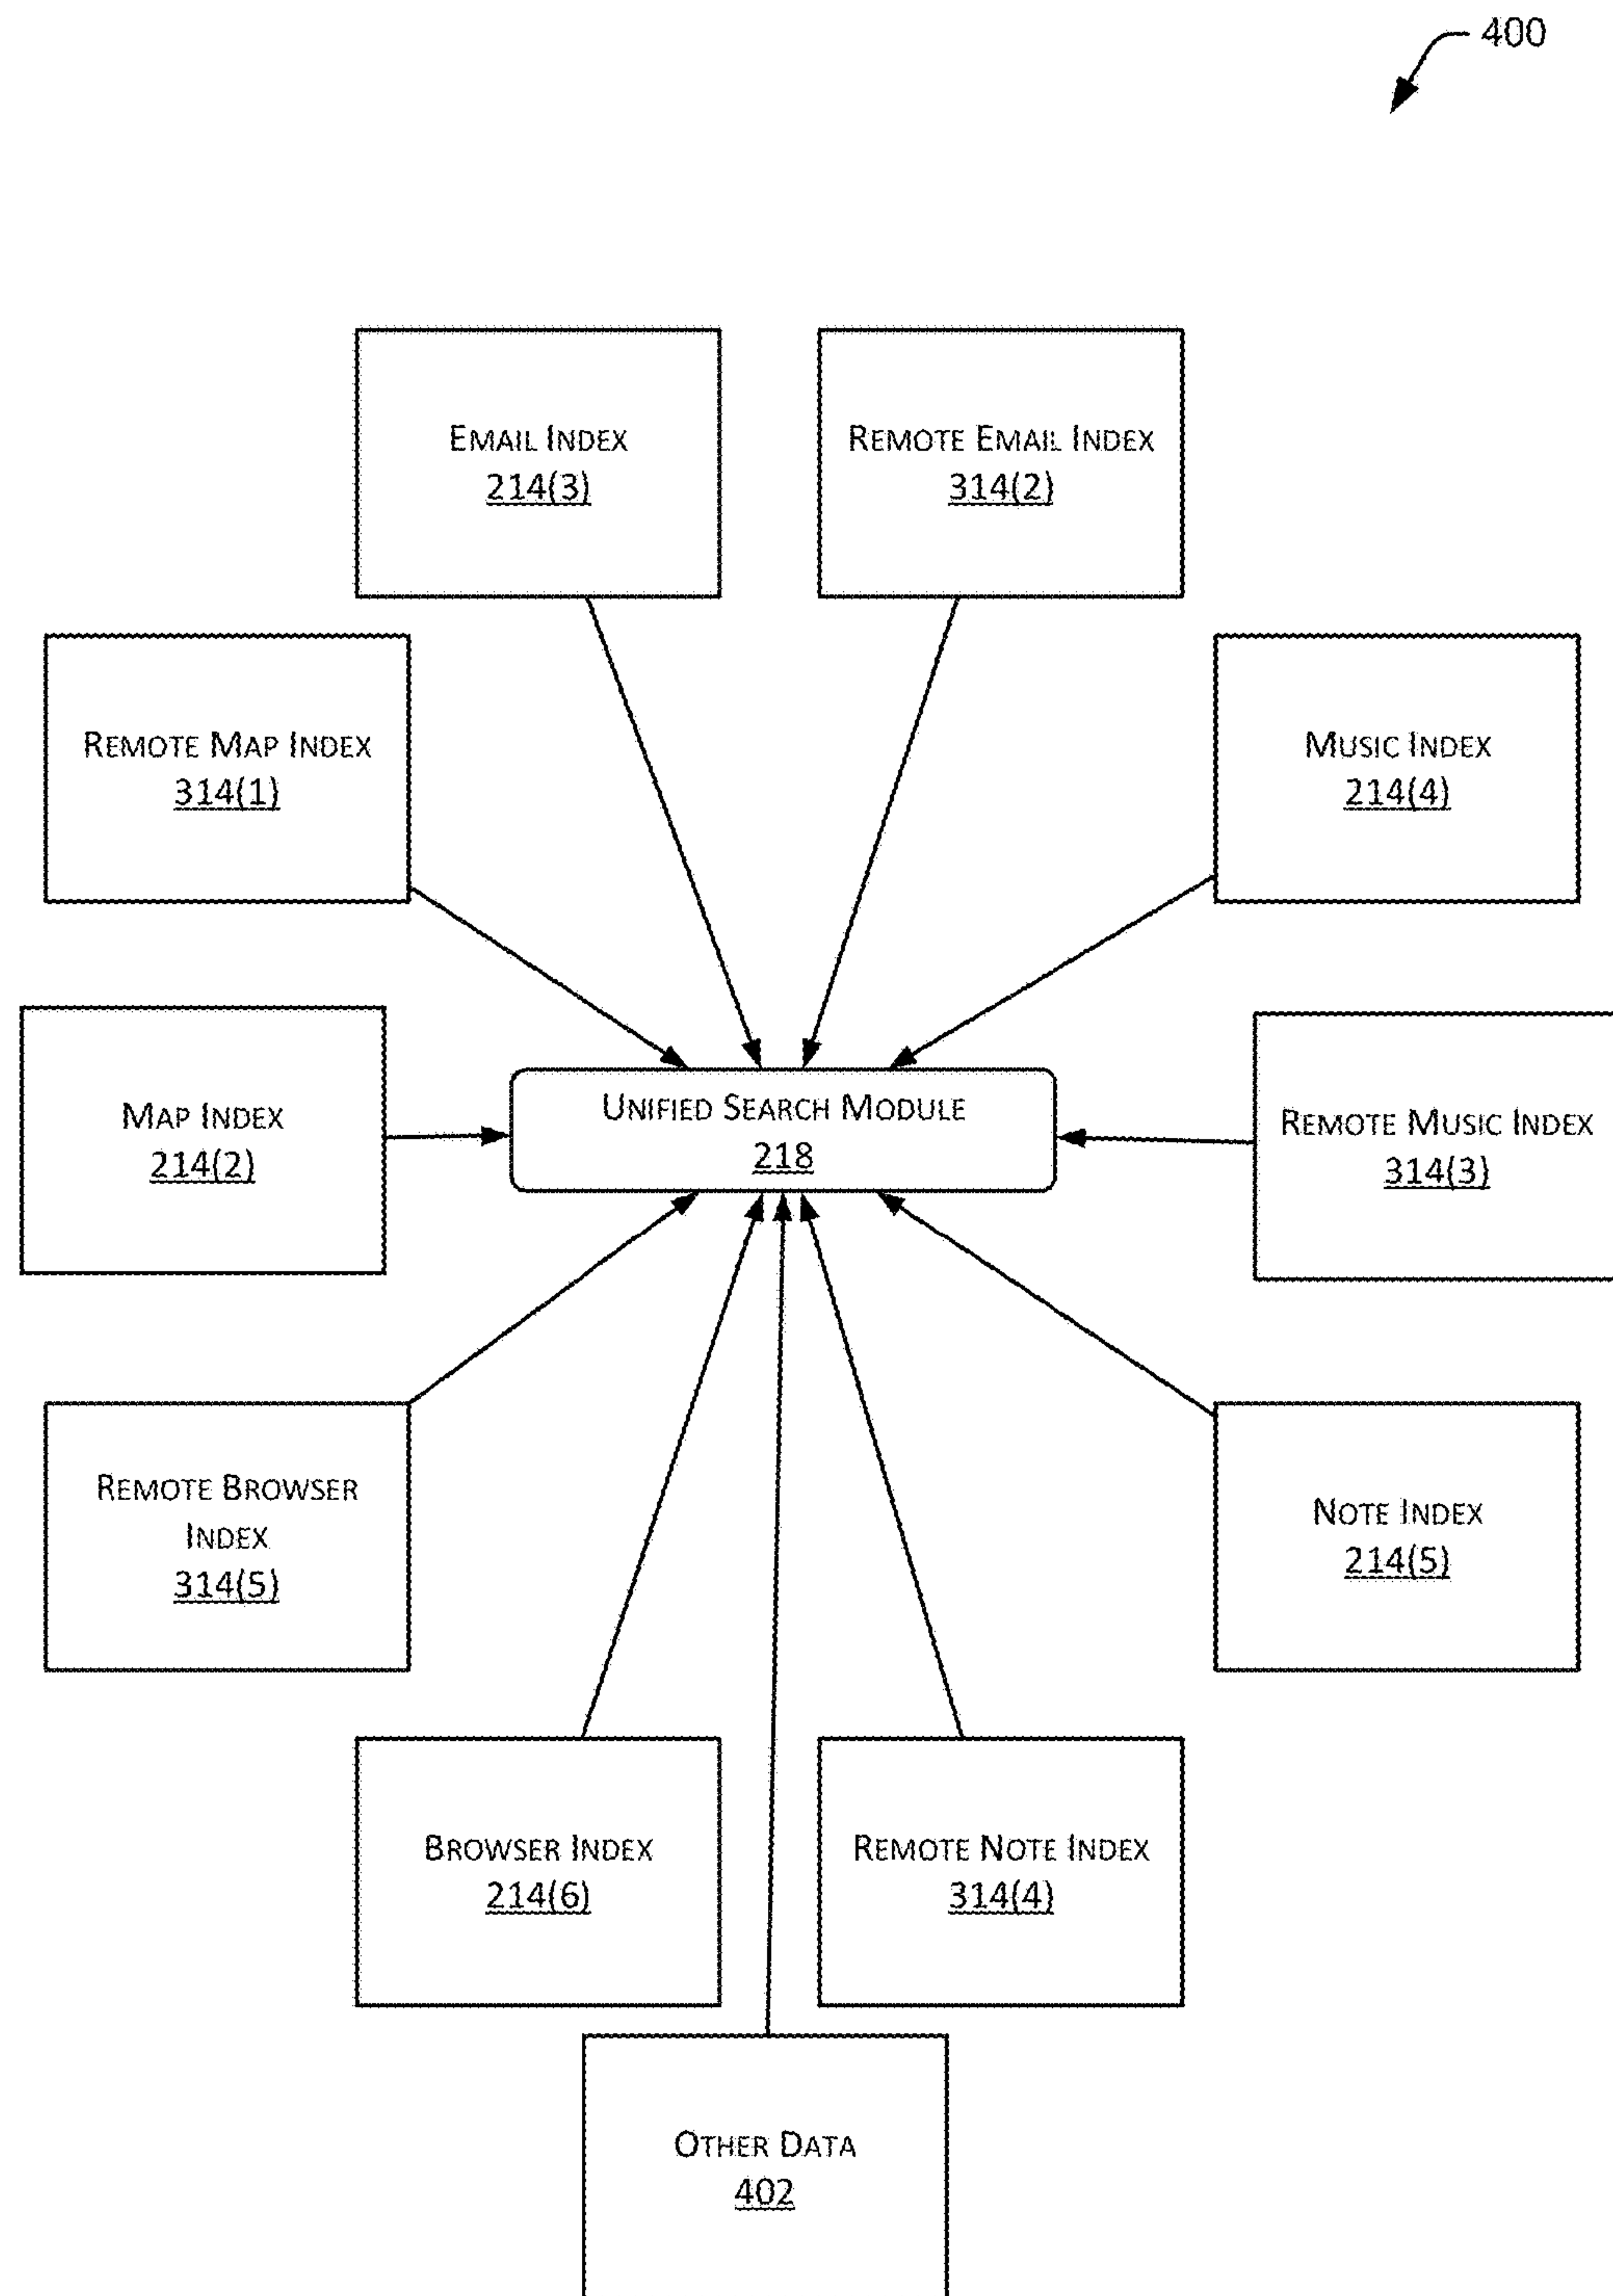 400
EMAIL INDEX
214(3)
REMOTE EMAIL INDEX
314(2)
REMOTE MAP INDEX
314(1)
MUSIC INDEX
214(4)
MAP INDEX
214(2)
UNIFIED SEARCH MODULE
218
REMOTE MUSIC INDEX
314(3)
REMOTE BROWSER
INDEX
314(5)
NOTE INDEX
214(5)
BROWSER INDEX
214(6)
REMOTE NOTE INDEX
314(4)
OTHER DATA
402